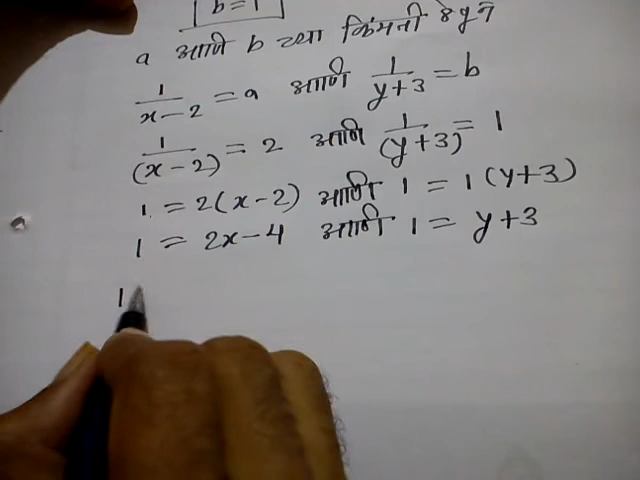 b = 1
a आणि b च्या किंमती ठेवून
1/(x-2) = a आणि 1/(y+3) = b
1/(x-2) = 2 आणि 1/(y+3) = 1
1 = 2(x-2) आणि 1 = 1(y+3)
1 = 2x-4 आणि 1 = y+3
1